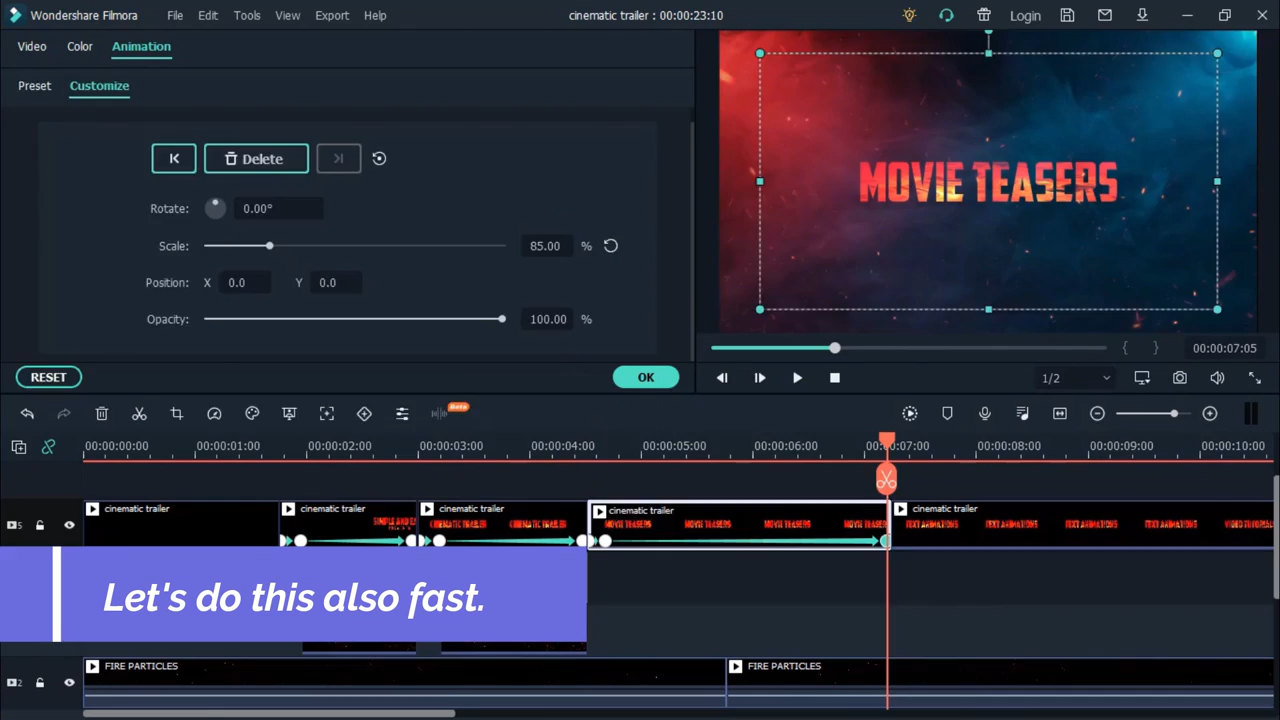 Wondershare Filmora File Edit Tools View Export Help cinematic trailer : 00:00:23:10 Login
Video Color Animation
Preset Customize
Delete
Rotate: 0.00°
Scale: 85.00 %
Position: X 0.0 Y 0.0
Opacity: 100.00 %
RESET OK
MOVIE TEASERS
{ } 00:00:07:05
1/2
Beta
00:00:00:00 00:00:01:00 00:00:02:00 00:00:03:00 00:00:04:00 00:00:05:00 00:00:06:00 00:00:07:00 00:00:08:00 00:00:09:00 00:00:10:00
cinematic trailer cinematic trailer cinematic trailer cinematic trailer cinematic trailer
5 CINEMATIC TRAILER CINEMATIC TRAILER MOVIE TEASERS MOVIE TEASERS MOVIE TEASERS MOVIE TEASERS TEXT ANIMATIONS TEXT ANIMATIONS TEXT ANIMATIONS TEXT ANIMATIONS
Let's do this also fast.
FIRE PARTICLES FIRE PARTICLES
2